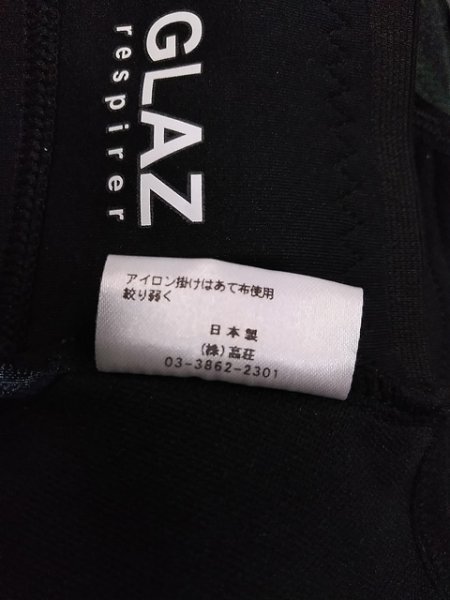 GLAZ
respirer
アイロン掛けはあて布使用
絞り弱く
日本製
(株)高荘
03-3862-2301